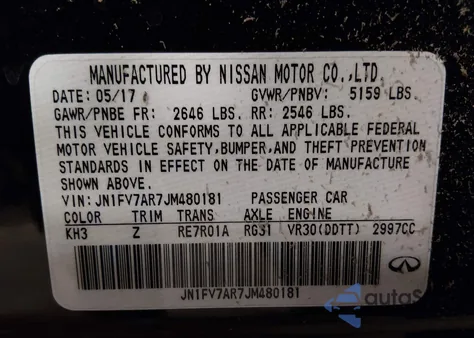 MANUFACTURED BY NISSAN MOTOR CO.,LTD.
DATE: 05/17 GVWR/PNBV: 5159 LBS.
GAWR/PNBE FR: 2646 LBS. RR: 2546 LBS.
THIS VEHICLE CONFORMS TO ALL APPLICABLE FEDERAL
MOTOR VEHICLE SAFETY, BUMPER, AND THEFT PREVENTION
STANDARDS IN EFFECT ON THE DATE OF MANUFACTURE
SHOWN ABOVE.
VIN: JN1FV7AR7JM480181 PASSENGER CAR
COLOR TRIM TRANS AXLE ENGINE
KH3 Z RE7R01A RG31 VR30(DDTT) 2997CC
JN1FV7AR7JM480181